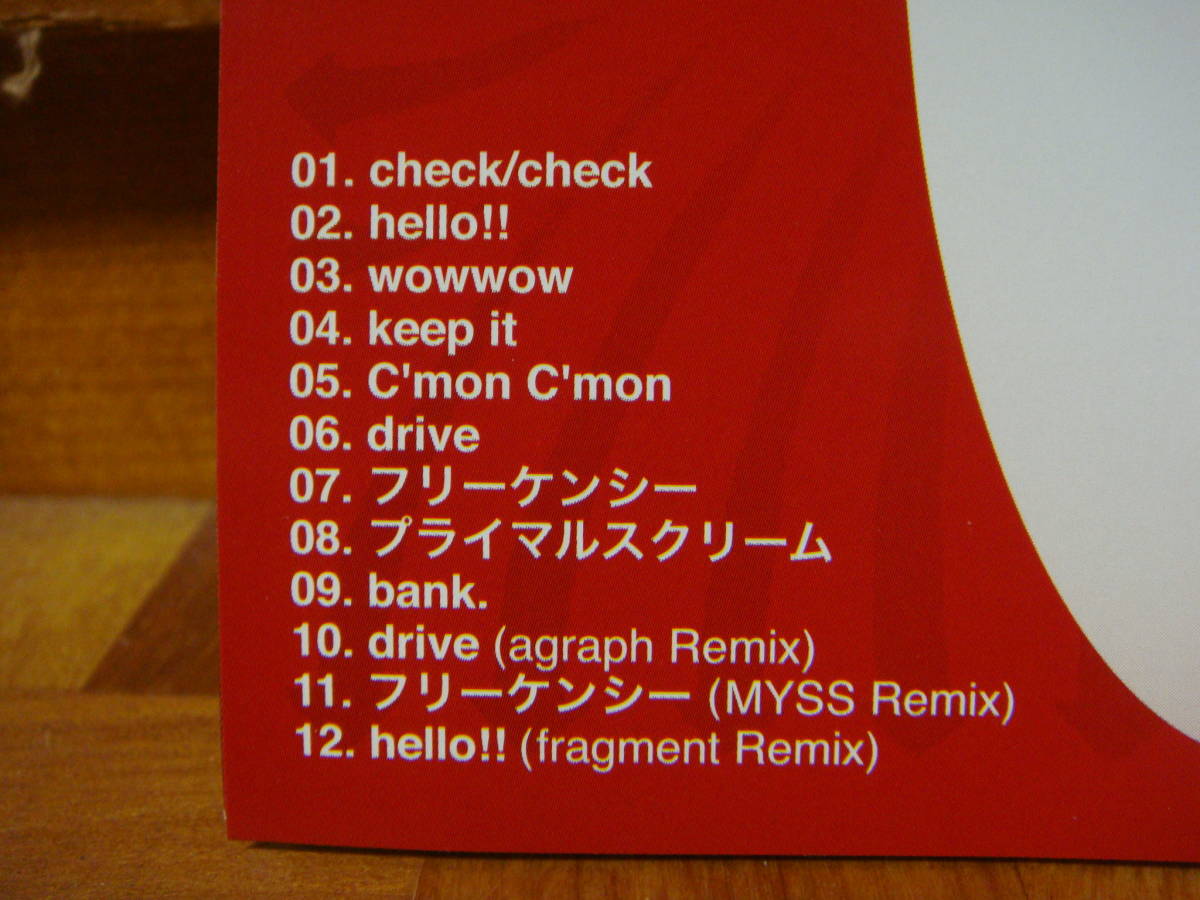 01. check/check
02. hello!!
03. wowwow
04. keep it
05. C'mon C'mon
06. drive
07. フリーケンシー
08. プライマルスクリーム
09. bank.
10. drive (agraph Remix)
11. フリーケンシー (MYSS Remix)
12. hello!! (fragment Remix)